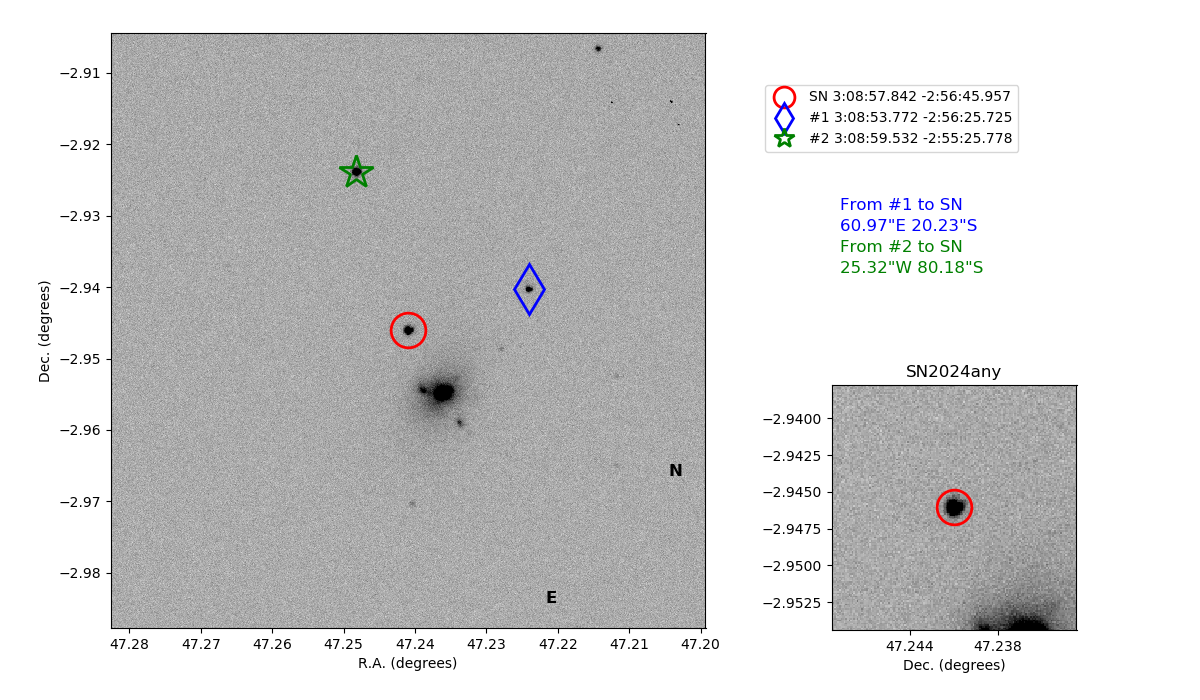 SN 3:08:57.842 -2:56:45.957
#1 3:08:53.772 -2:56:25.725
#2 3:08:59.532 -2:55:25.778
From #1 to SN
60.97"E 20.23"S
From #2 to SN
25.32"W 80.18"S
−2.91
−2.92
−2.93
−2.94
−2.95
−2.96
−2.97
−2.98
Dec. (degrees)
N
E
47.28 47.27 47.26 47.25 47.24 47.23 47.22 47.21 47.20
R.A. (degrees)
SN2024any
−2.9400
−2.9425
−2.9450
−2.9475
−2.9500
−2.9525
47.244 47.238
Dec. (degrees)